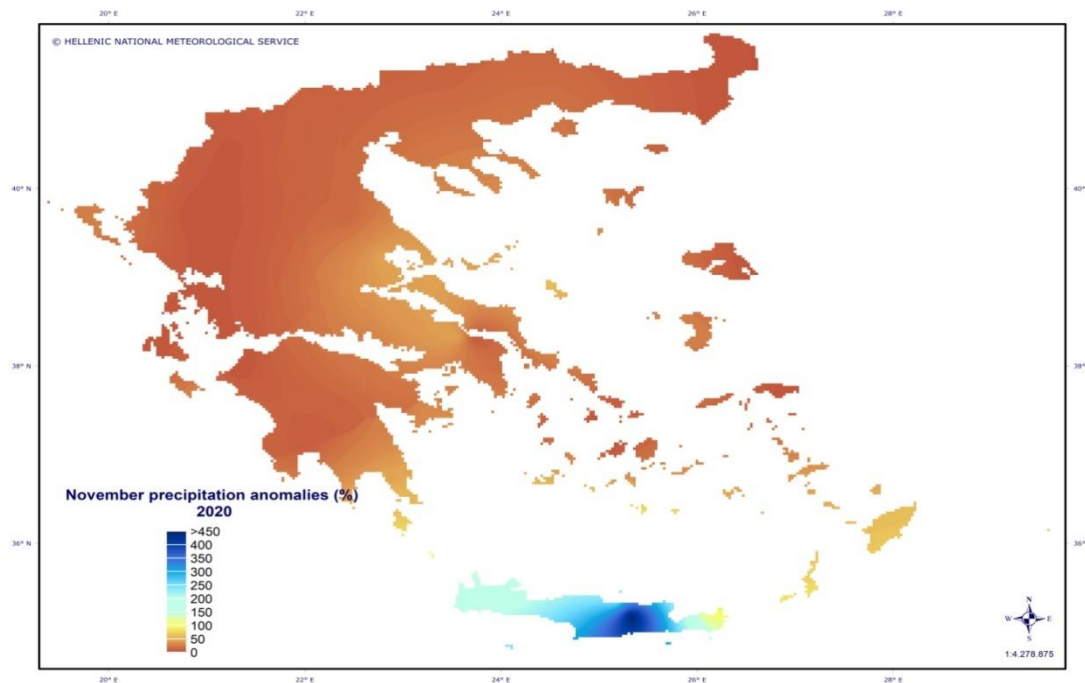 20° E 22° E 24° E 26° E 28° E
© HELLENIC NATIONAL METEOROLOGICAL SERVICE
40° N 40° N
38° N 38° N
November precipitation anomalies (%)
2020
>450
400
350
300
250
200
150
100
50
0
36° N 36° N
N
W E
S
1:4.278.875
20° E 22° E 24° E 26° E 28° E